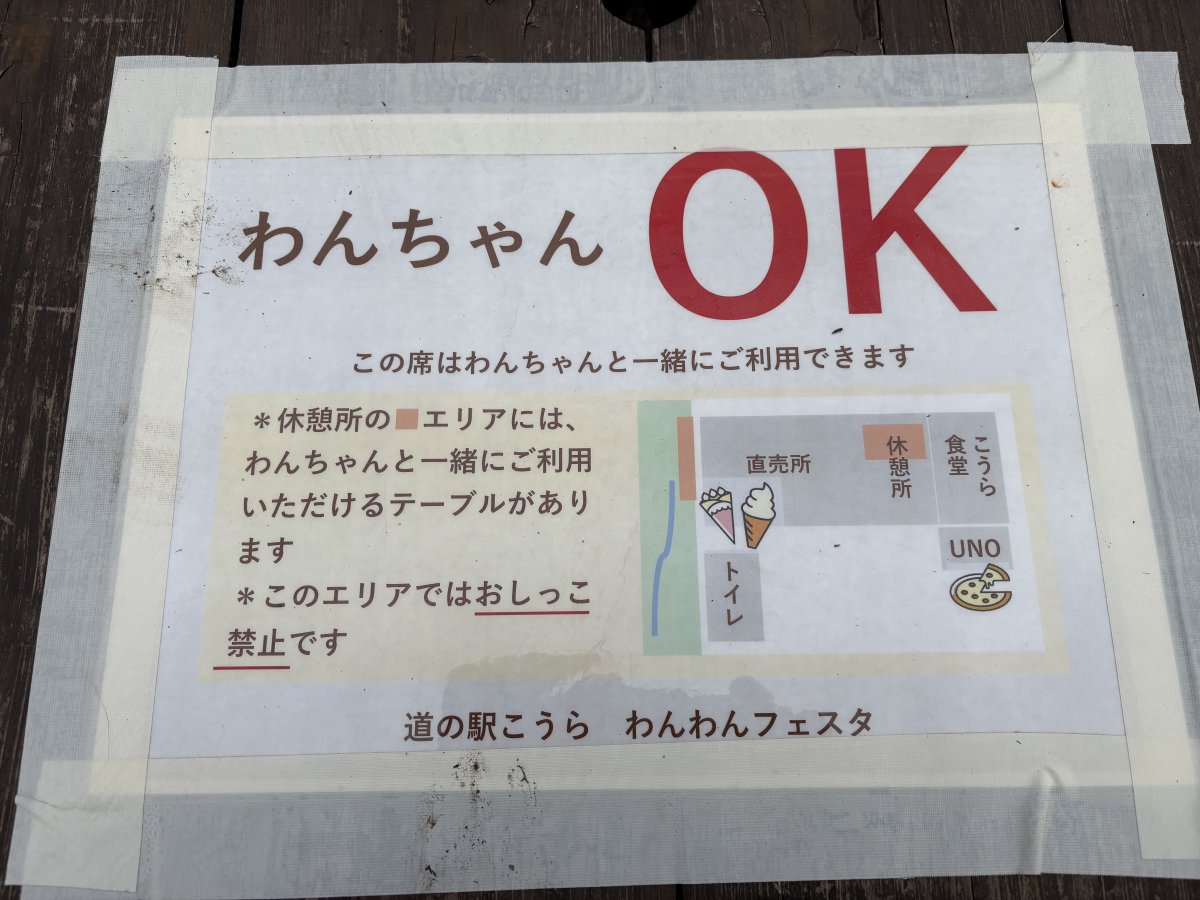 わんちゃん OK
この席はわんちゃんと一緒にご利用できます
＊休憩所の■エリアには、
わんちゃんと一緒にご利用
いただけるテーブルがあり
ます
＊このエリアではおしっこ
禁止です
直売所
休憩所
こうら
食堂
UNO
トイレ
道の駅こうら　わんわんフェスタ